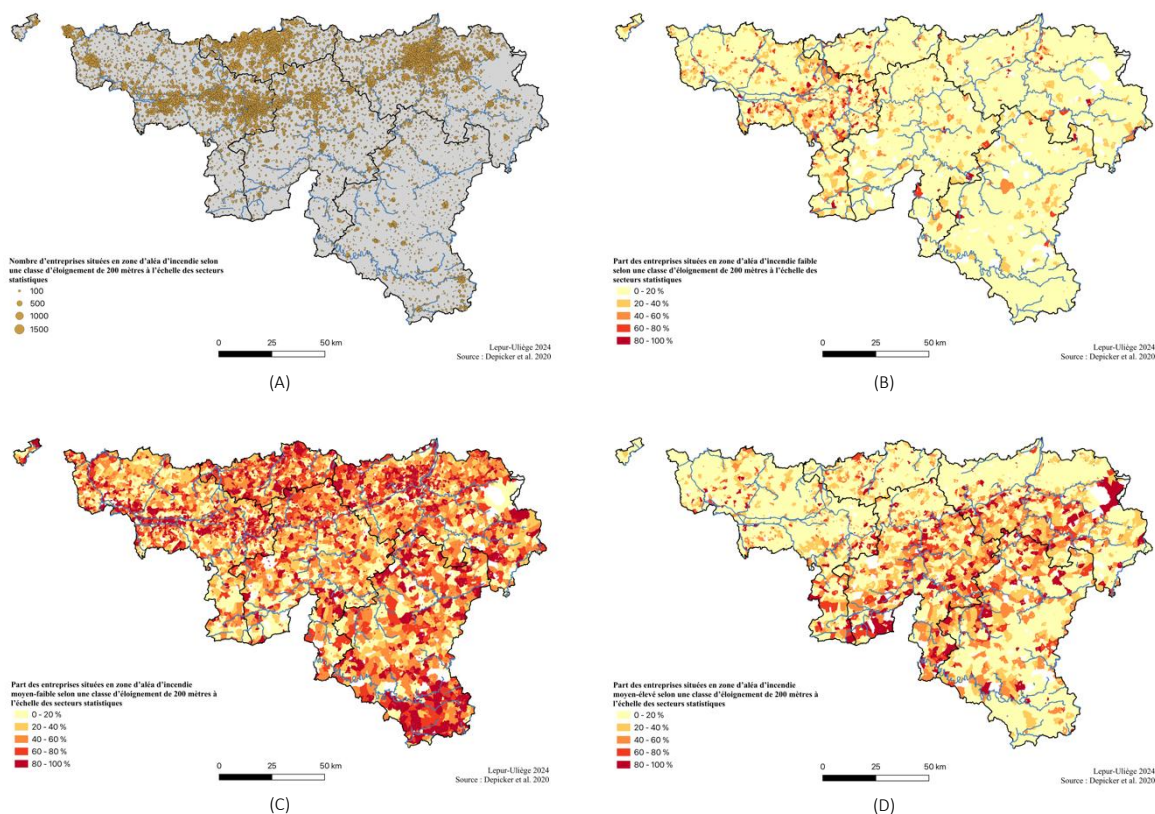 Nombre d'entreprises situées en zone d'aléa d'incendie selon
une classe d'éloignement de 200 mètres à l'échelle des secteurs
statistiques
100
500
1000
1500
0 25 50 km
Lepur-Uliège 2024
Source : Depicker et al. 2020
(A)
Part des entreprises situées en zone d'aléa d'incendie faible
selon une classe d'éloignement de 200 mètres à l'échelle des
secteurs statistiques
0 - 20 %
20 - 40 %
40 - 60 %
60 - 80 %
80 - 100 %
0 25 50 km
Lepur-Uliège 2024
Source : Depicker et al. 2020
(B)
Part des entreprises situées en zone d'aléa d'incendie
moyen-faible selon une classe d'éloignement de 200 mètres à
l'échelle des secteurs statistiques
0 - 20 %
20 - 40 %
40 - 60 %
60 - 80 %
80 - 100 %
0 25 50 km
Lepur-Uliège 2024
Source : Depicker et al. 2020
(C)
Part des entreprises situées en zone d'aléa d'incendie
moyen-élevé selon une classe d'éloignement de 200 mètres à
l'échelle des secteurs statistiques
0 - 20 %
20 - 40 %
40 - 60 %
60 - 80 %
80 - 100 %
0 25 50 km
Lepur-Uliège 2024
Source : Depicker et al. 2020
(D)